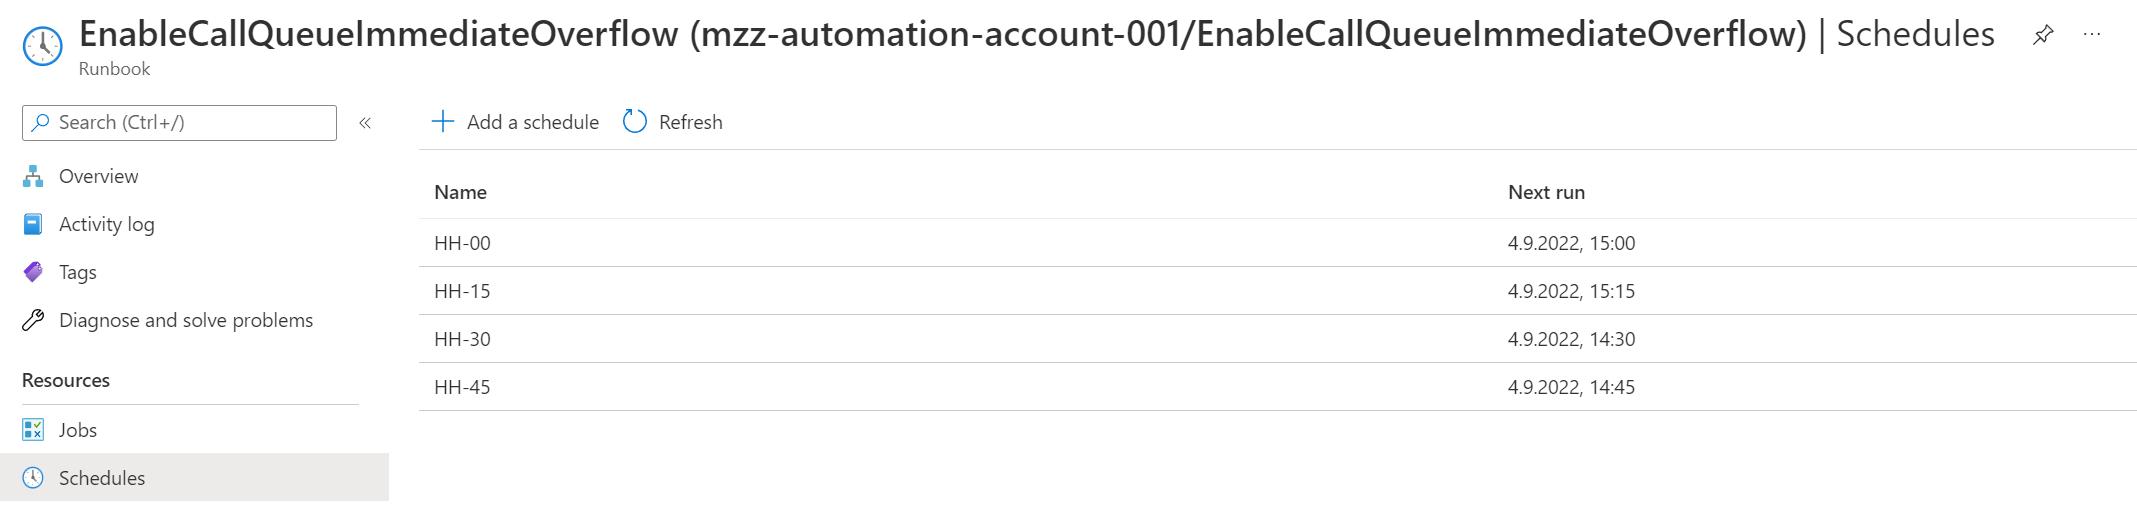 EnableCallQueueImmediateOverflow (mzz-automation-account-001/EnableCallQueueImmediateOverflow) | Schedules
Runbook
Search (Ctrl+/)
Overview
Activity log
Tags
Diagnose and solve problems
Resources
Jobs
Schedules
Add a schedule Refresh
Name Next run
HH-00 4.9.2022, 15:00
HH-15 4.9.2022, 15:15
HH-30 4.9.2022, 14:30
HH-45 4.9.2022, 14:45